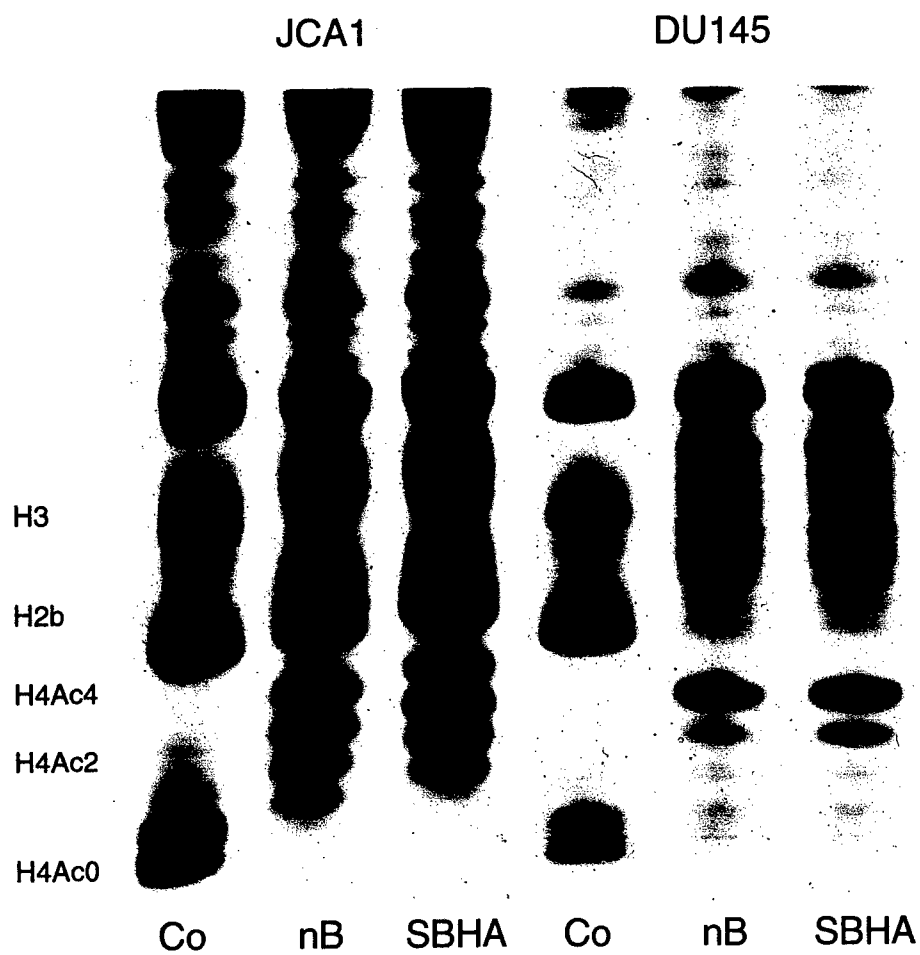 JCA1 DU145
H3
H2b
H4Ac4
H4Ac2
H4Ac0
Co nB SBHA Co nB SBHA